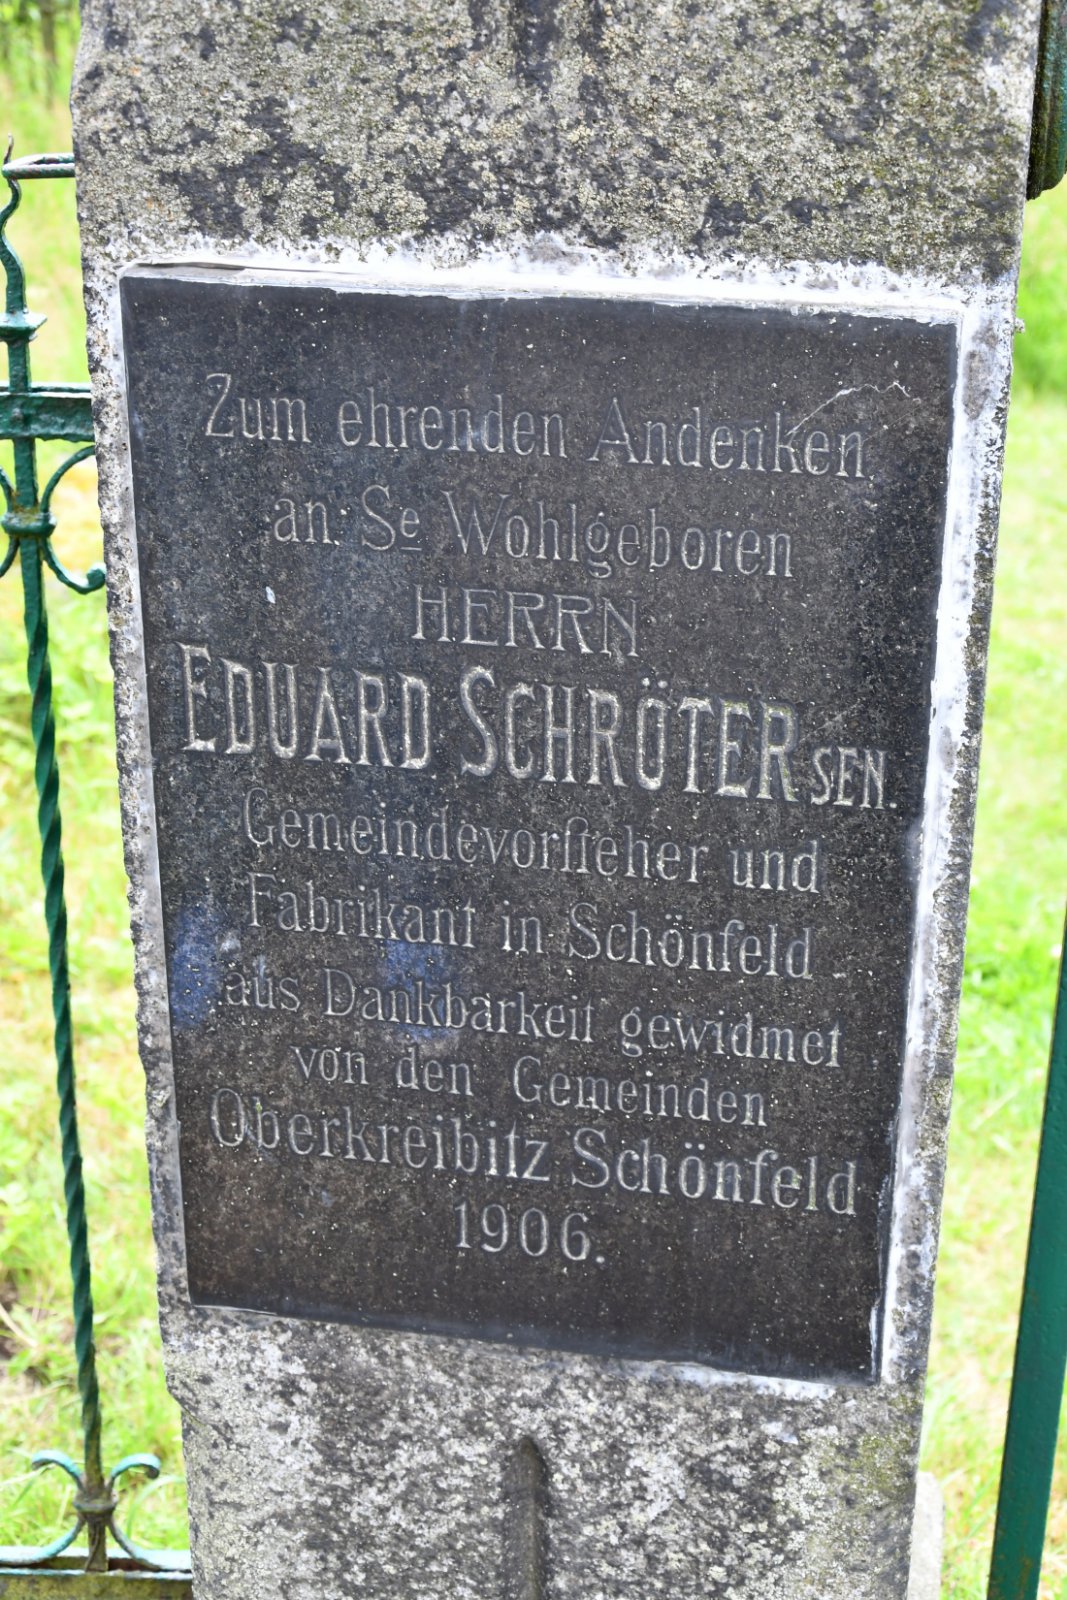 Zum ehrenden Andenken
an Se Wohlgeboren
HERRN
EDUARD SCHRÖTER SEN.
Gemeindevorsteher und
Fabrikant in Schönfeld
aus Dankbarkeit gewidmet
von den Gemeinden
Oberkreibitz Schönfeld
1906.